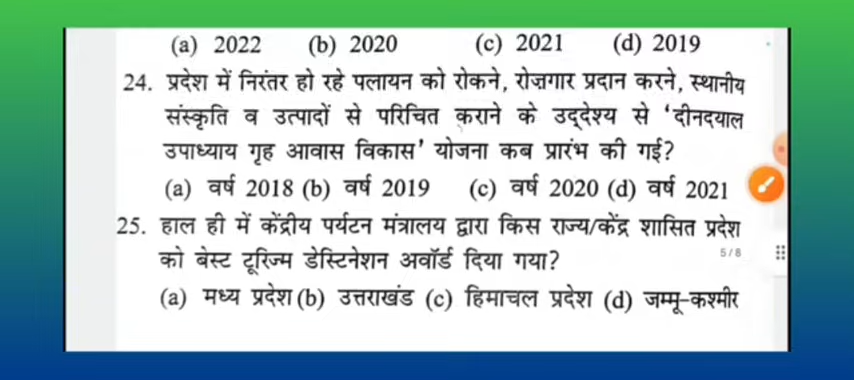 (a) 2022 (b) 2020 (c) 2021 (d) 2019
24. प्रदेश में निरंतर हो रहे पलायन को रोकने, रोज़गार प्रदान करने, स्थानीय
संस्कृति व उत्पादों से परिचित कराने के उद्देश्य से ‘दीनदयाल
उपाध्याय गृह आवास विकास’ योजना कब प्रारंभ की गई?
(a) वर्ष 2018 (b) वर्ष 2019 (c) वर्ष 2020 (d) वर्ष 2021
25. हाल ही में केंद्रीय पर्यटन मंत्रालय द्वारा किस राज्य/केंद्र शासित प्रदेश
को बेस्ट टूरिज्म डेस्टिनेशन अवॉर्ड दिया गया?
5/8
(a) मध्य प्रदेश (b) उत्तराखंड (c) हिमाचल प्रदेश (d) जम्मू-कश्मीर